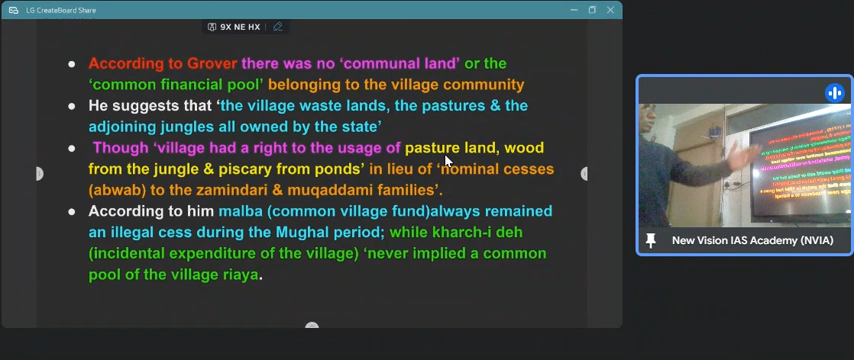 LG CreateBoard Share
9X NE HX
According to Grover there was no ‘communal land’ or the
‘common financial pool’ belonging to the village community
He suggests that ‘the village waste lands, the pastures & the
adjoining jungles all owned by the state’
Though ‘village had a right to the usage of pasture land, wood
from the jungle & piscary from ponds’ in lieu of ‘nominal cesses
(abwab) to the zamindari & muqaddami families’.
According to him malba (common village fund)always remained
an illegal cess during the Mughal period; while kharch-i deh
(incidental expenditure of the village) ‘never implied a common
pool of the village riaya.
New Vision IAS Academy (NVIA)